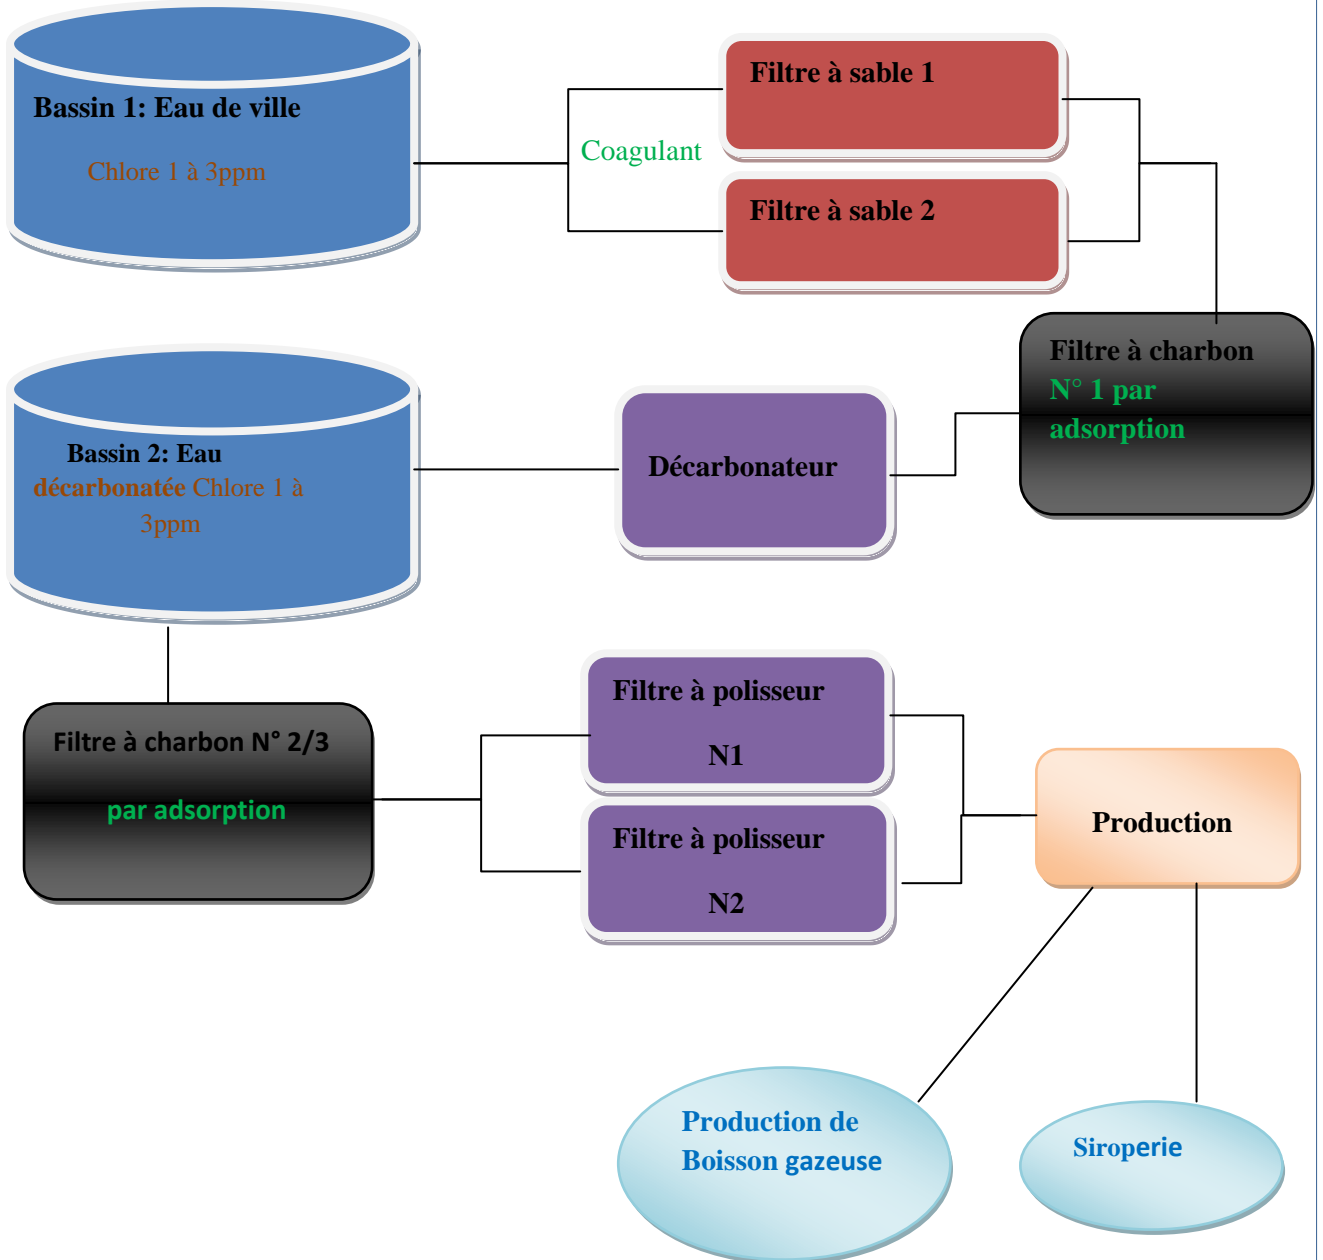 Bassin 1: Eau de ville
Chlore 1 à 3ppm
Coagulant
Filtre à sable 1
Filtre à sable 2
Filtre à charbon
N° 1 par
adsorption
Décarbonateur
Bassin 2: Eau
décarbonatée Chlore 1 à
3ppm
Filtre à charbon N° 2/3
par adsorption
Filtre à polisseur
N1
Filtre à polisseur
N2
Production
Production de
Boisson gazeuse
Siroperie